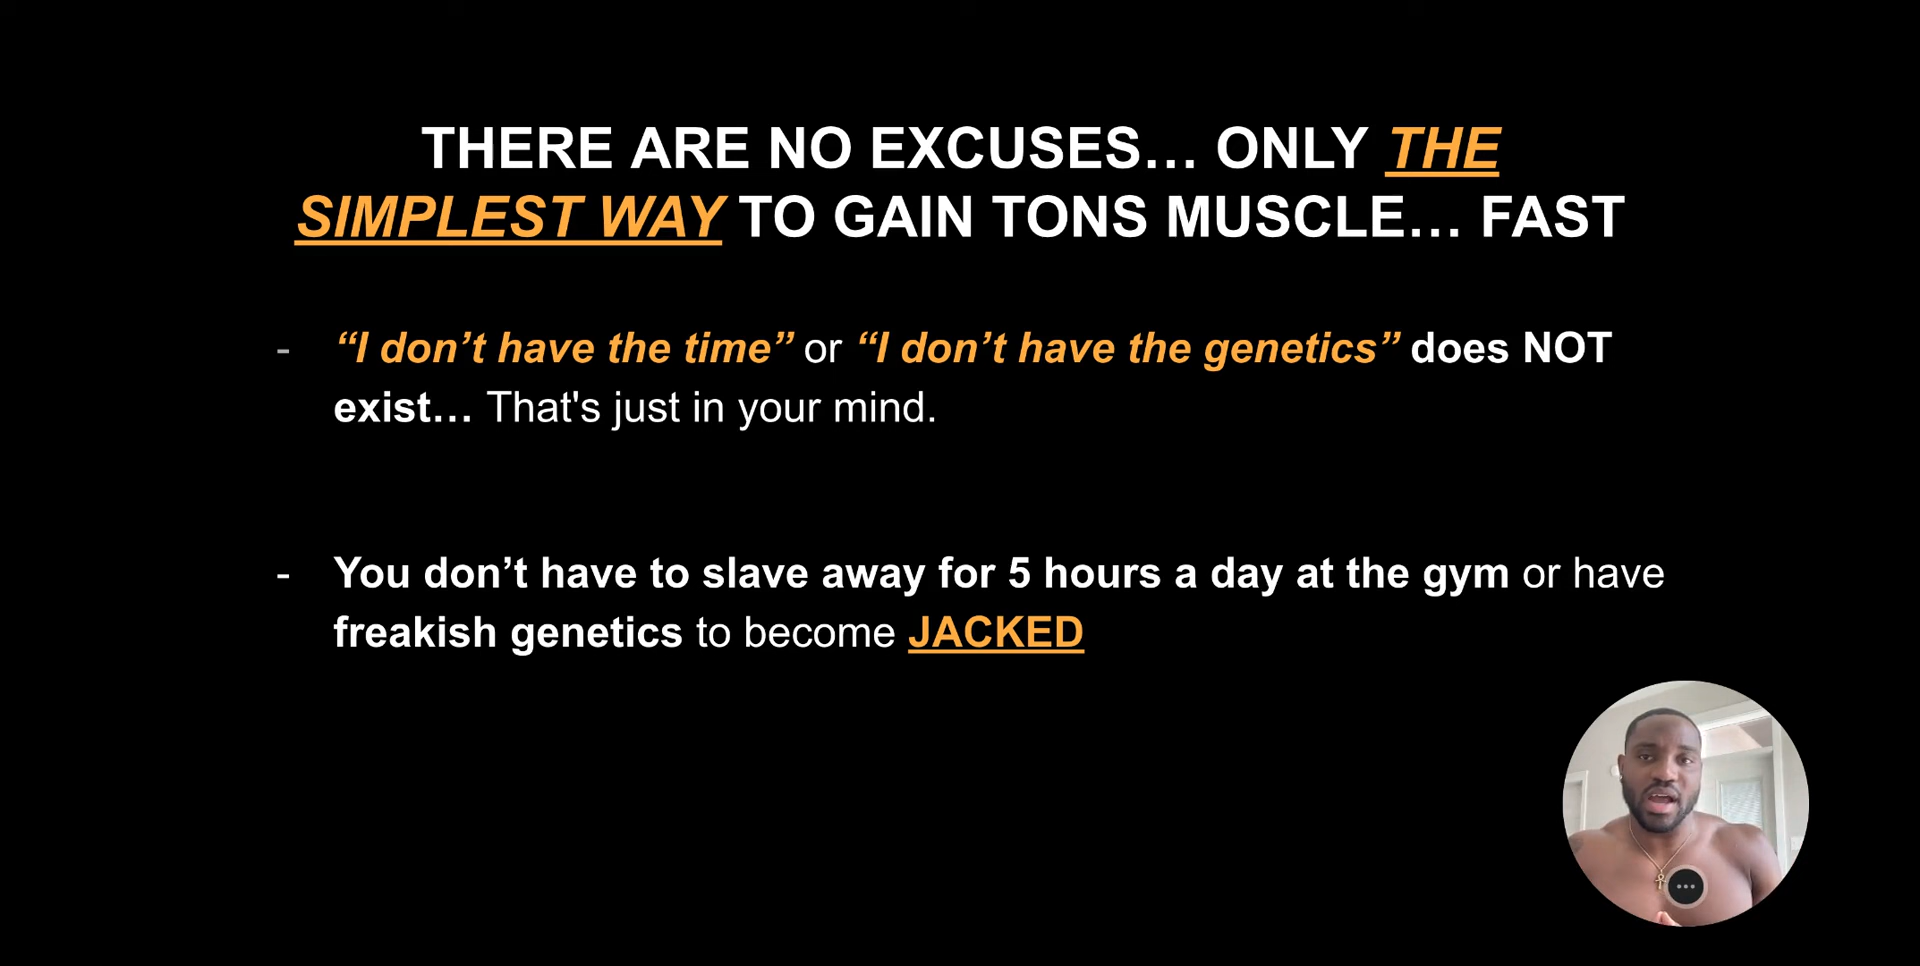 THERE ARE NO EXCUSES… ONLY THE
SIMPLEST WAY TO GAIN TONS MUSCLE… FAST
- “I don’t have the time” or “I don’t have the genetics” does NOT
exist… That's just in your mind.
- You don’t have to slave away for 5 hours a day at the gym or have
freakish genetics to become JACKED